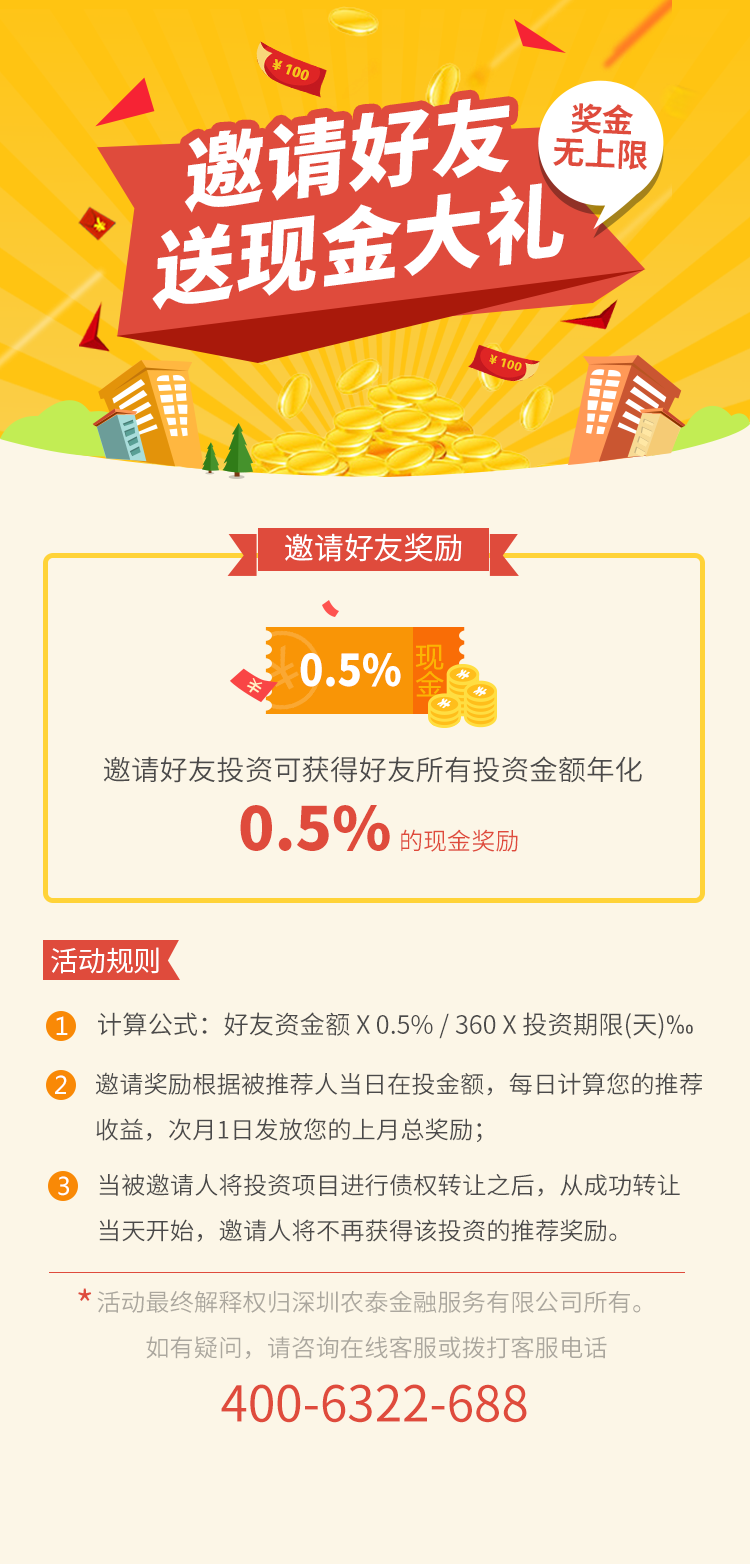 ¥100
邀请好友
送现金大礼
奖金
无上限
¥
¥100
邀请好友奖励
¥
0.5%
现金
¥
¥
¥
¥
邀请好友投资可获得好友所有投资金额年化
0.5% 的现金奖励
活动规则
1 计算公式：好友资金额 X 0.5% / 360 X 投资期限(天)‰
2 邀请奖励根据被推荐人当日在投金额，每日计算您的推荐
收益，次月1日发放您的上月总奖励；
3 当被邀请人将投资项目进行债权转让之后，从成功转让
当天开始，邀请人将不再获得该投资的推荐奖励。
*活动最终解释权归深圳农泰金融服务有限公司所有。
如有疑问，请咨询在线客服或拨打客服电话
400-6322-688